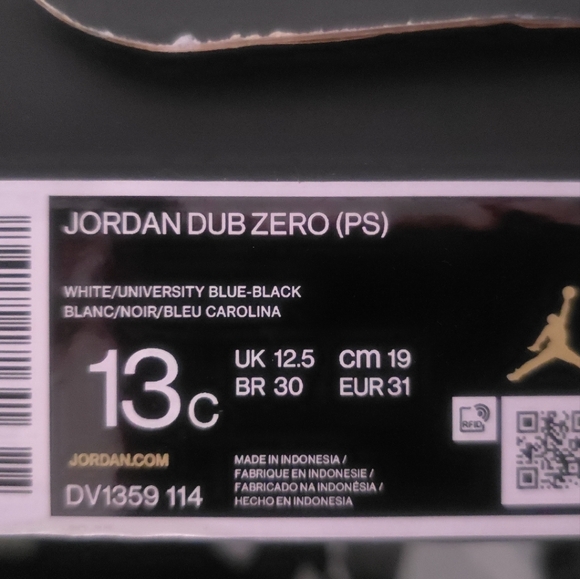 JORDAN DUB ZERO (PS)
WHITE/UNIVERSITY BLUE-BLACK
BLANC/NOIR/BLEU CAROLINA
13C
UK 12.5 cm 19
BR 30 EUR 31
RFID
JORDAN.COM
DV1359 114
MADE IN INDONESIA /
FABRIQUE EN INDONESIE /
FABRICADO NA INDONÉSIA /
HECHO EN INDONESIA